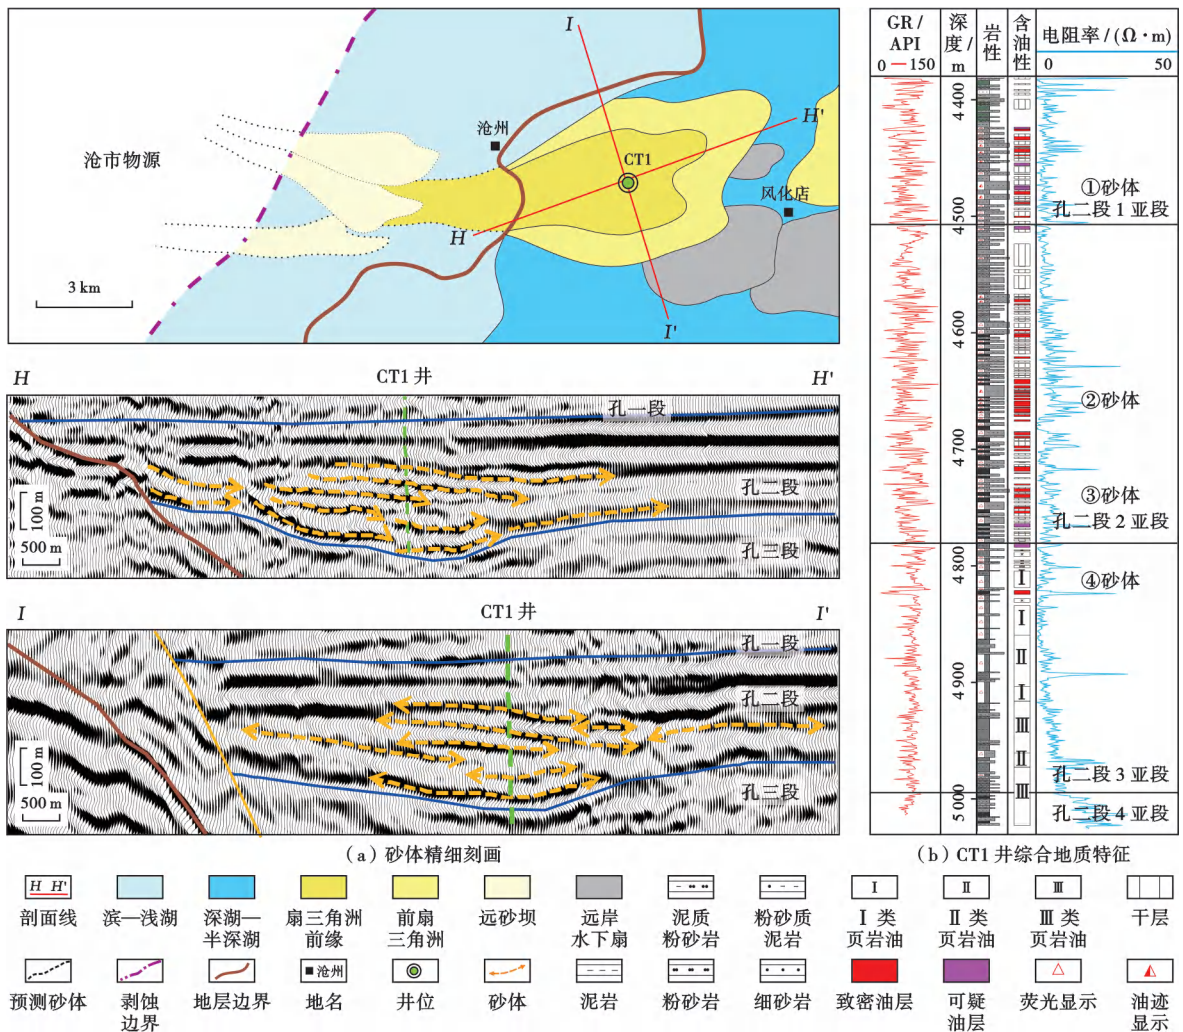 I
H'
沧州
CT1
沧市物源
风化店
H
3 km
I'
H
CT1 井
H'
孔一段
孔二段
孔三段
100 m
500 m
I
CT1 井
I'
孔一段
孔二段
孔三段
100 m
500 m
(a) 砂体精细刻画
GR /
API
0 150
深度 /
m
岩性
含油性
电阻率 / (Ω · m)
0 50
4 400
①砂体
孔二段 1 亚段
4 500
4 600
②砂体
4 700
③砂体
孔二段 2 亚段
4 800
④砂体
I
I
II
4 900
I
III
II
孔二段 3 亚段
III
5 000
孔二段 4 亚段
(b) CT1 井综合地质特征
H H'
I
II
III
剖面线
滨—浅湖
深湖—
半深湖
扇三角洲
前缘
前扇
三角洲
远砂坝
远岸
水下扇
泥质
粉砂岩
粉砂质
泥岩
I 类
页岩油
II 类
页岩油
III 类
页岩油
干层
沧州
预测砂体
剥蚀
边界
地层边界
地名
井位
砂体
泥岩
粉砂岩
细砂岩
致密油层
可疑
油层
荧光显示
油迹
显示